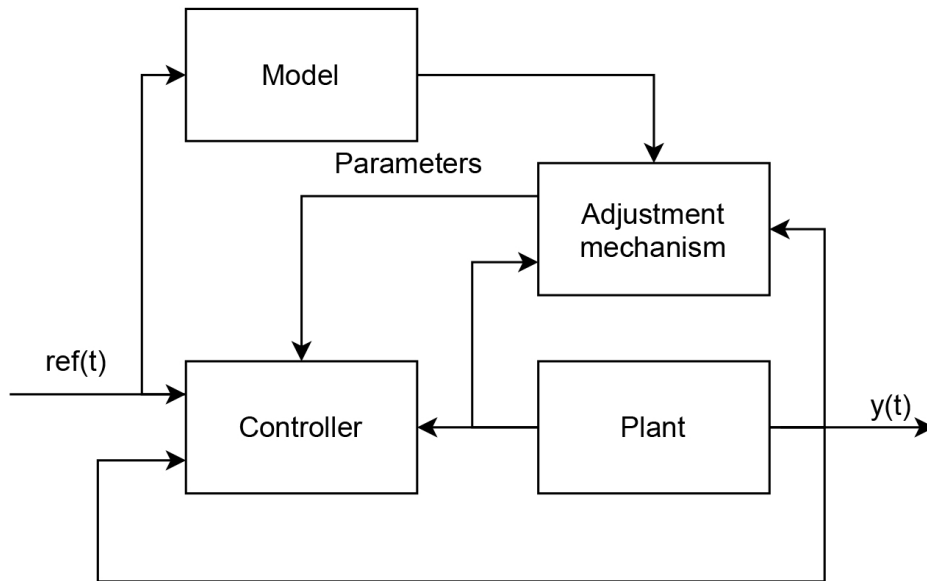 Model
Parameters
Adjustment
mechanism
ref(t)
Controller
Plant
y(t)